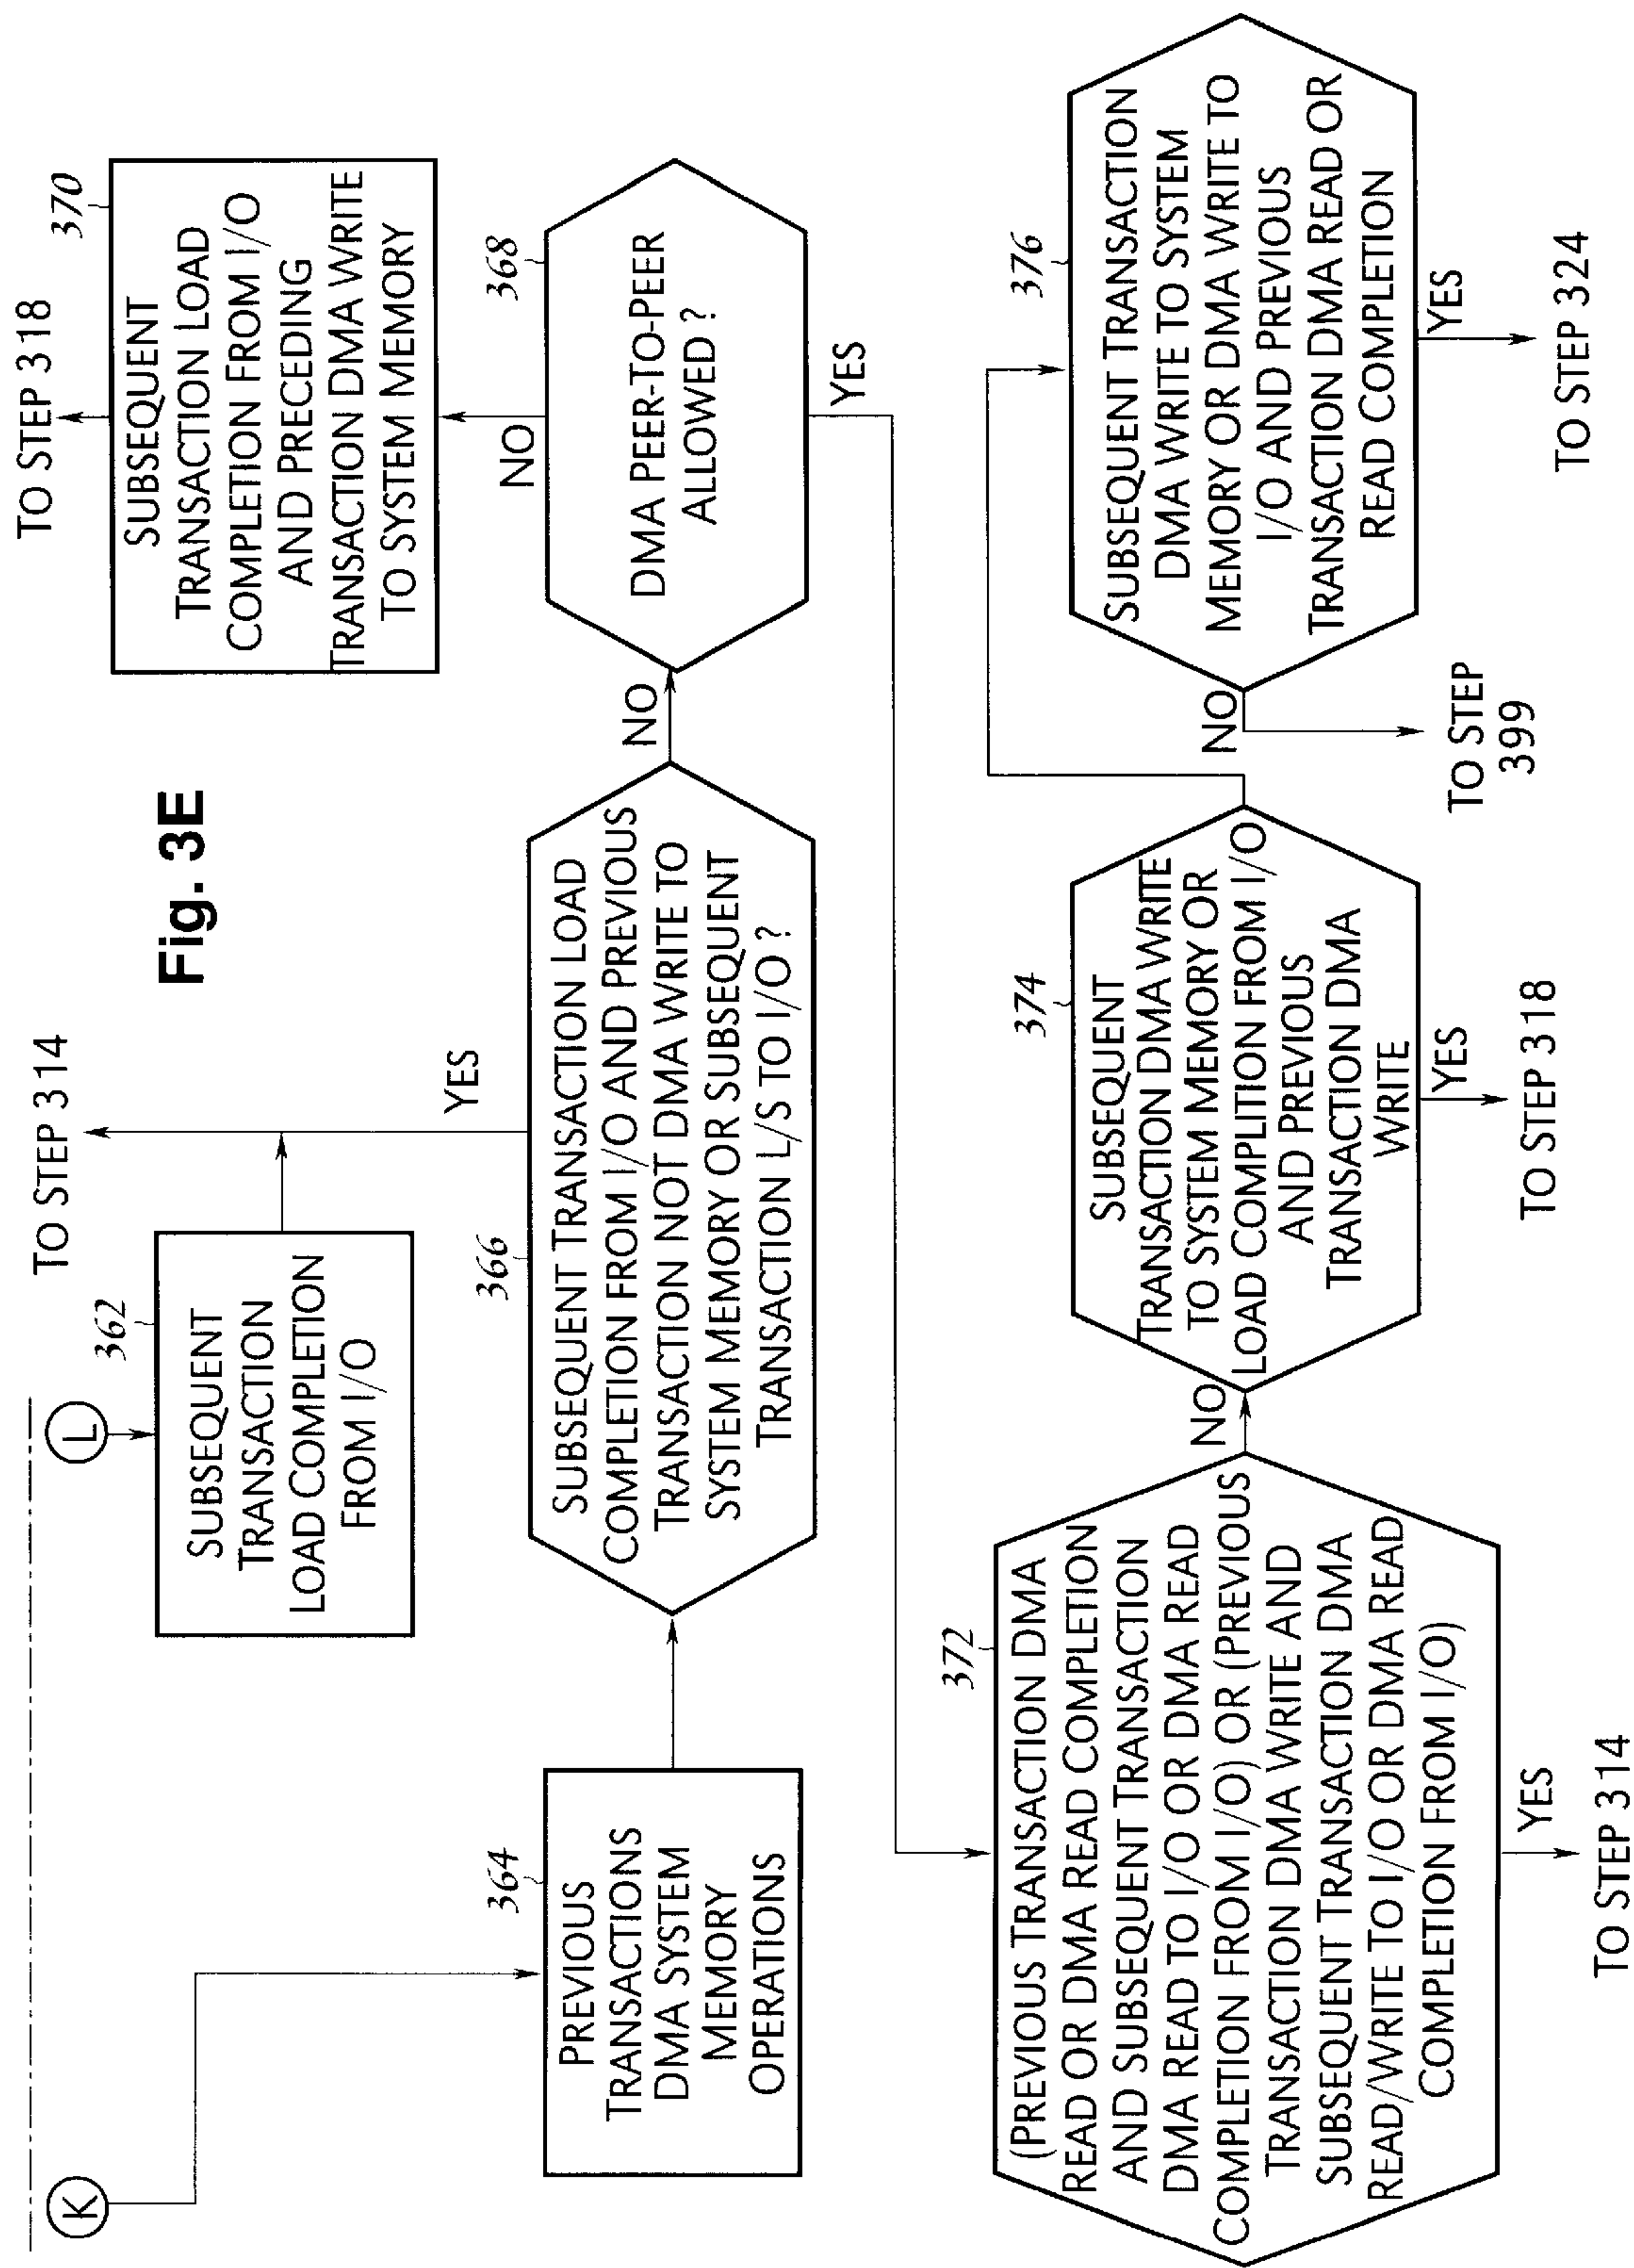 Fig. 3E
K
L
TO STEP 314
TO STEP 318
362
SUBSEQUENT
TRANSACTION
LOAD COMPLETION
FROM I/O
YES
370
SUBSEQUENT
TRANSACTION LOAD
COMPLETION FROM I/O
AND PRECEDING
TRANSACTION DMA WRITE
TO SYSTEM MEMORY
364
PREVIOUS
TRANSACTIONS
DMA SYSTEM
MEMORY
OPERATIONS
366
SUBSEQUENT TRANSACTION LOAD
COMPLETION FROM I/O AND PREVIOUS
TRANSACTION NOT DMA WRITE TO
SYSTEM MEMORY OR SUBSEQUENT
TRANSACTION L/S TO I/O ?
NO
NO
368
DMA PEER-TO-PEER
ALLOWED ?
YES
372
(PREVIOUS TRANSACTION DMA
READ OR DMA READ COMPLETION
AND SUBSEQUENT TRANSACTION
DMA READ TO I/O OR DMA READ
COMPLETION FROM I/O) OR (PREVIOUS
TRANSACTION DMA WRITE AND
SUBSEQUENT TRANSACTION DMA
READ/WRITE TO I/O OR DMA READ
COMPLETION FROM I/O)
YES
TO STEP 314
NO
374
SUBSEQUENT
TRANSACTION DMA WRITE
TO SYSTEM MEMORY OR
LOAD COMPLITION FROM I/O
AND PREVIOUS
TRANSACTION DMA
WRITE
YES
TO STEP 318
NO
TO STEP
399
376
SUBSEQUENT TRANSACTION
DMA WRITE TO SYSTEM
MEMORY OR DMA WRITE TO
I/O AND PREVIOUS
TRANSACTION DMA READ OR
READ COMPLETION
YES
TO STEP 324